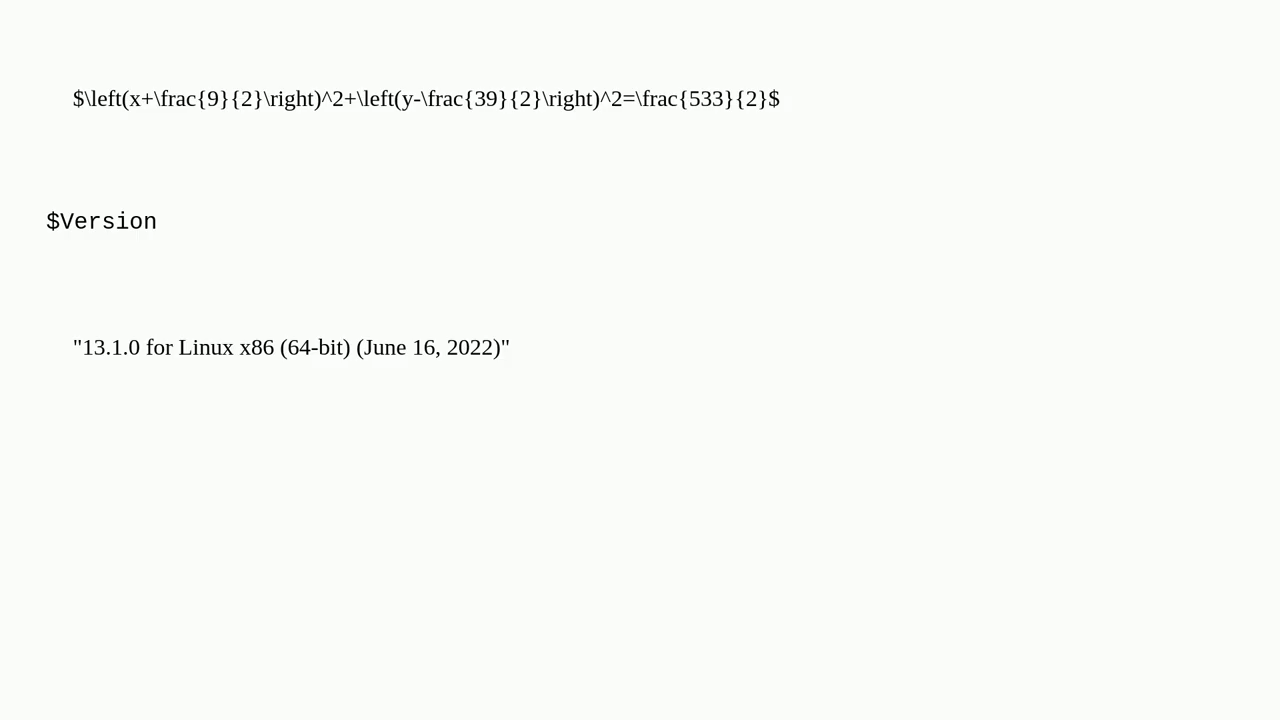 $\left(x+\frac{9}{2}\right)^2+\left(y-\frac{39}{2}\right)^2=\frac{533}{2}$
$Version
"13.1.0 for Linux x86 (64-bit) (June 16, 2022)"